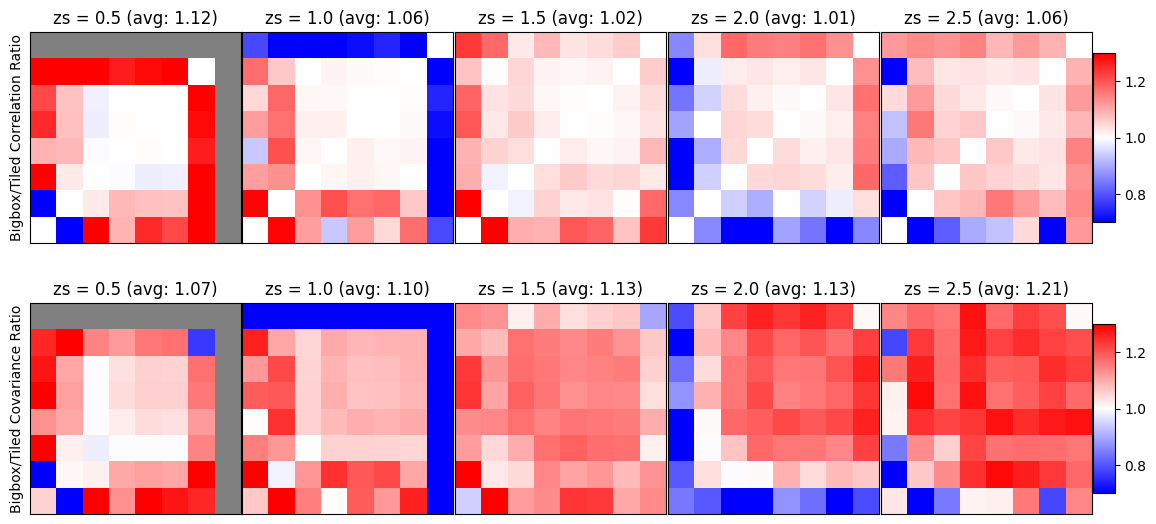 zs = 0.5 (avg: 1.12)
zs = 1.0 (avg: 1.06)
zs = 1.5 (avg: 1.02)
zs = 2.0 (avg: 1.01)
zs = 2.5 (avg: 1.06)
Bigbox/Tiled Correlation Ratio
1.2
1.0
0.8
zs = 0.5 (avg: 1.07)
zs = 1.0 (avg: 1.10)
zs = 1.5 (avg: 1.13)
zs = 2.0 (avg: 1.13)
zs = 2.5 (avg: 1.21)
Bigbox/Tiled Covariance Ratio
1.2
1.0
0.8